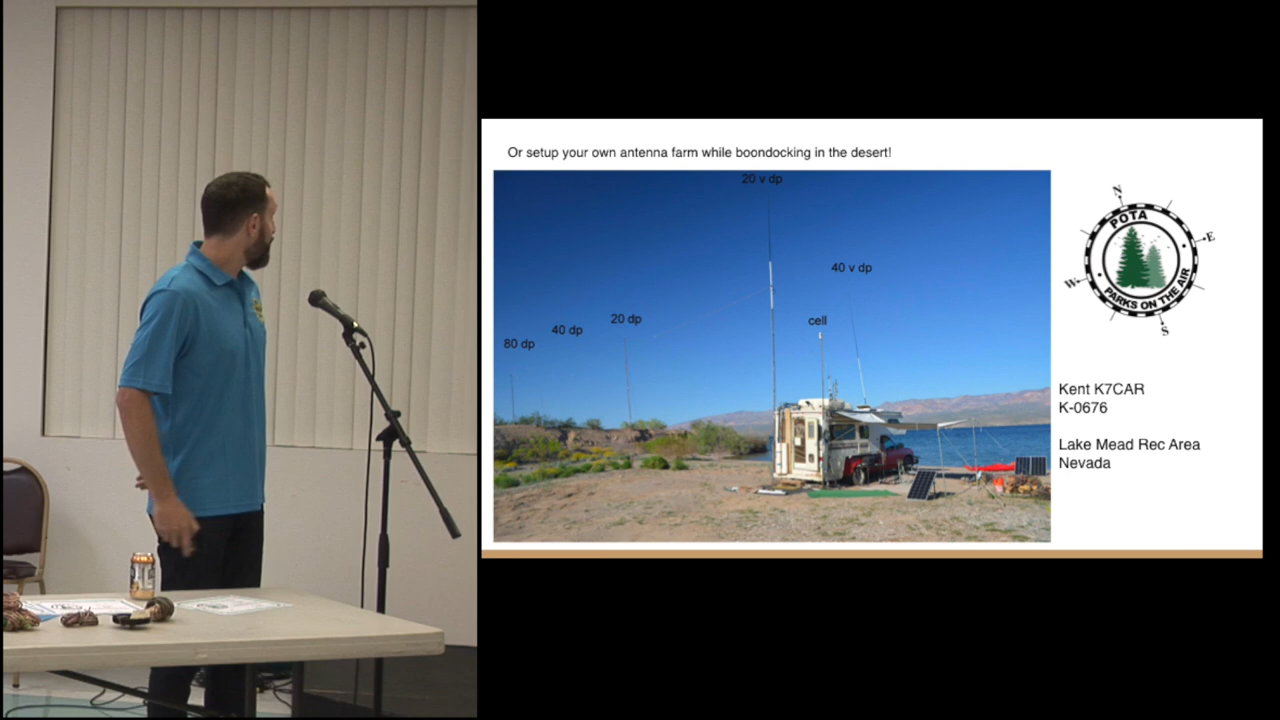 Or setup your own antenna farm while boondocking in the desert!
20 v dp
40 v dp
cell
20 dp
40 dp
80 dp
N
E
S
W
POTA
PARKS ON THE AIR
Kent K7CAR
K-0676
Lake Mead Rec Area
Nevada